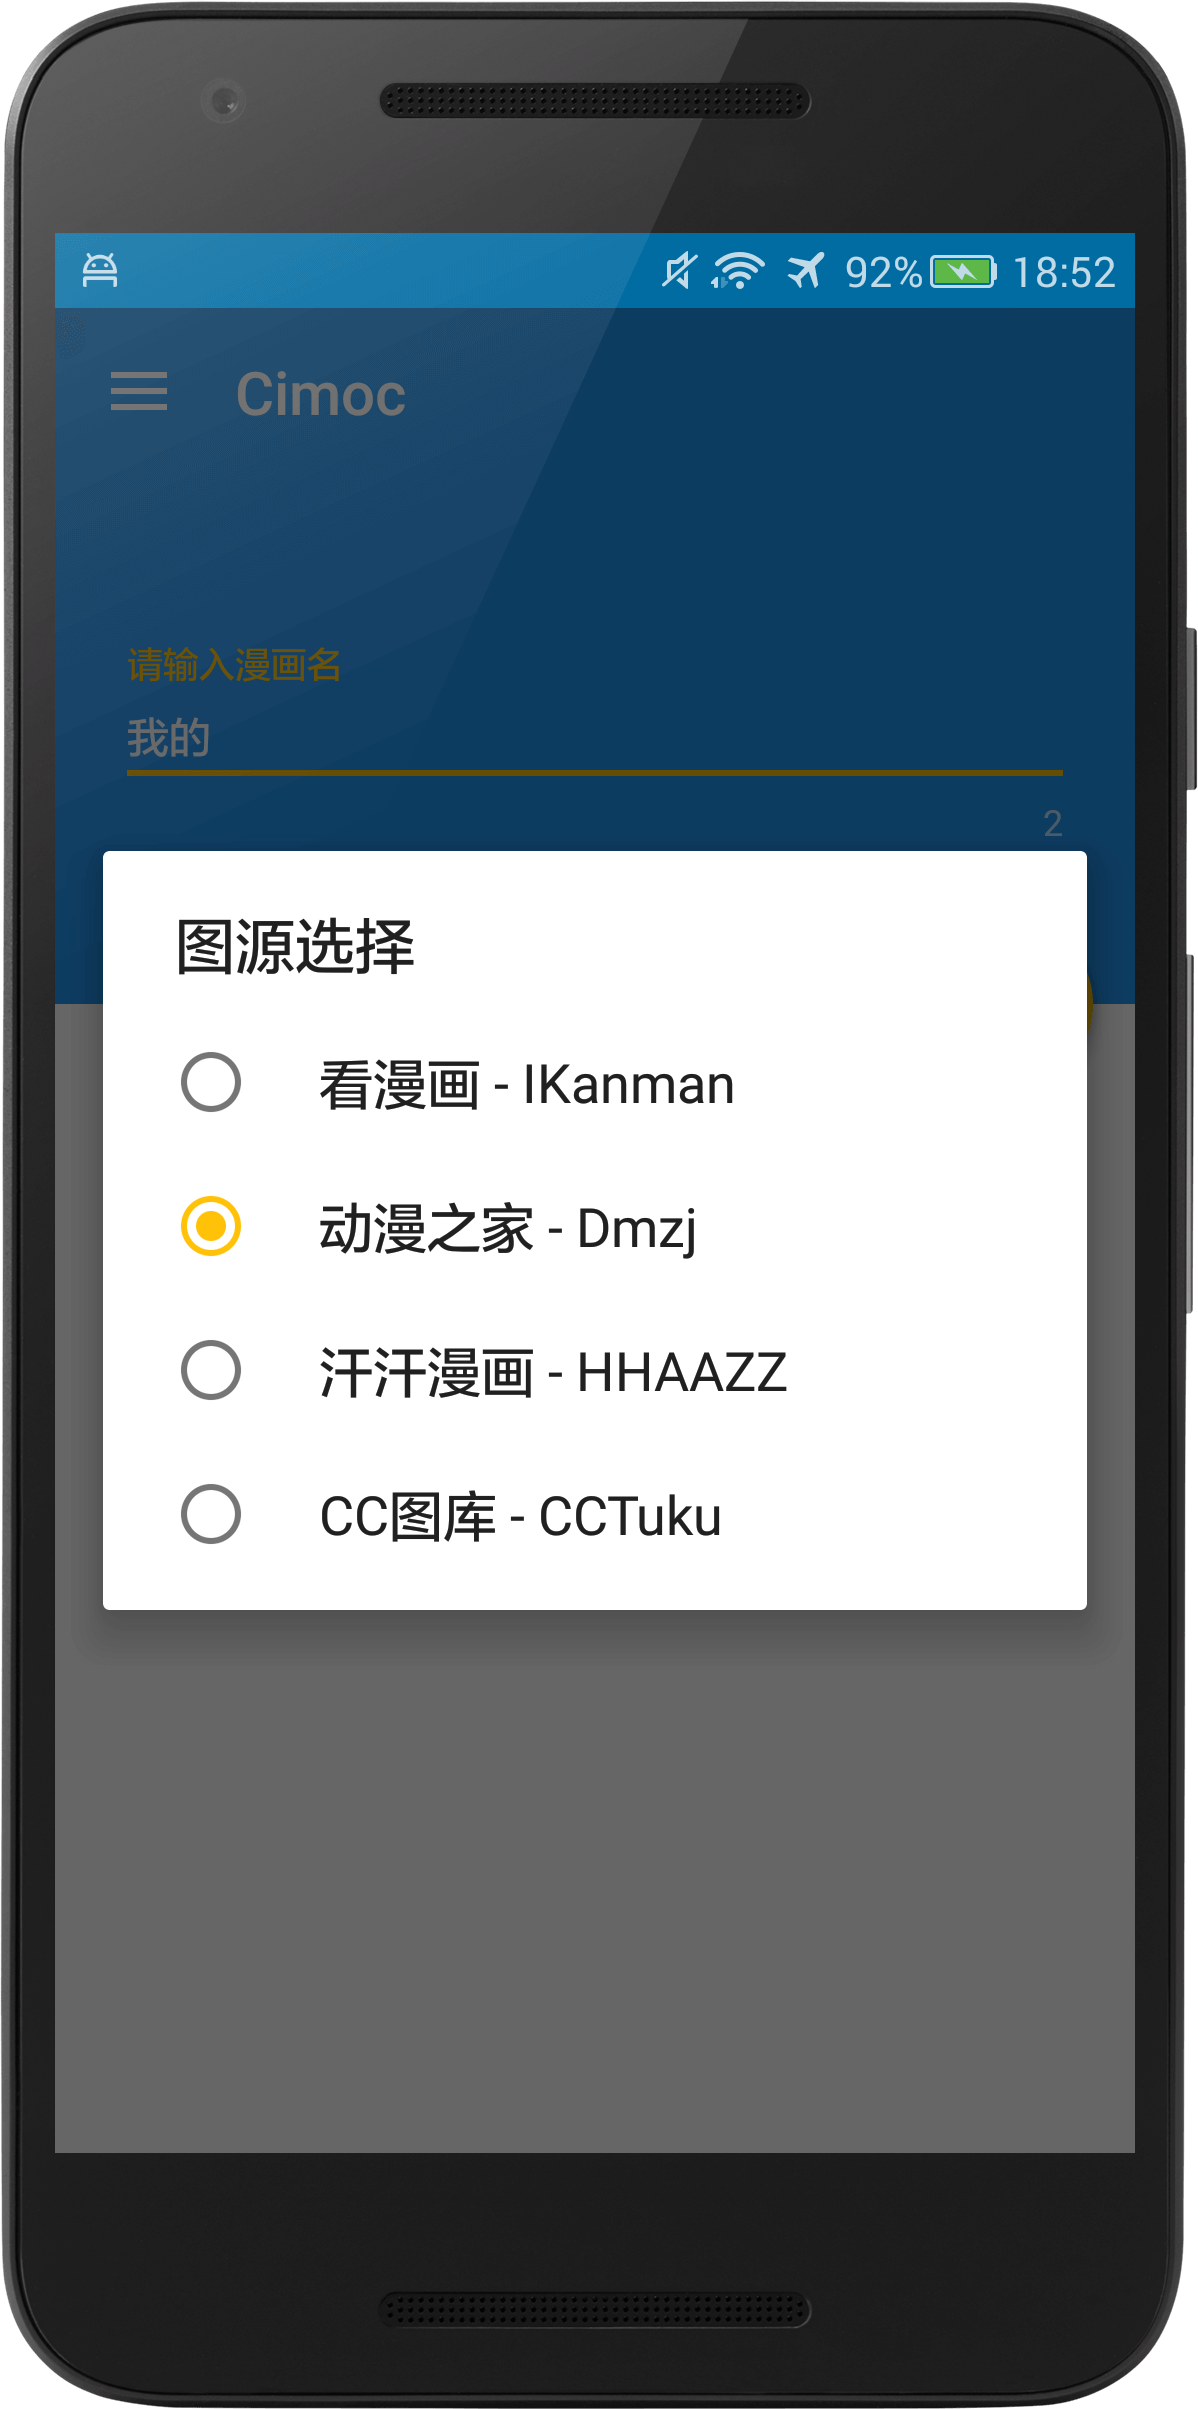 92% 18:52
Cimoc
请输入漫画名
我的
2
图源选择
看漫画 - IKanman
动漫之家 - Dmzj
汗汗漫画 - HHAAZZ
CC图库 - CCTuku